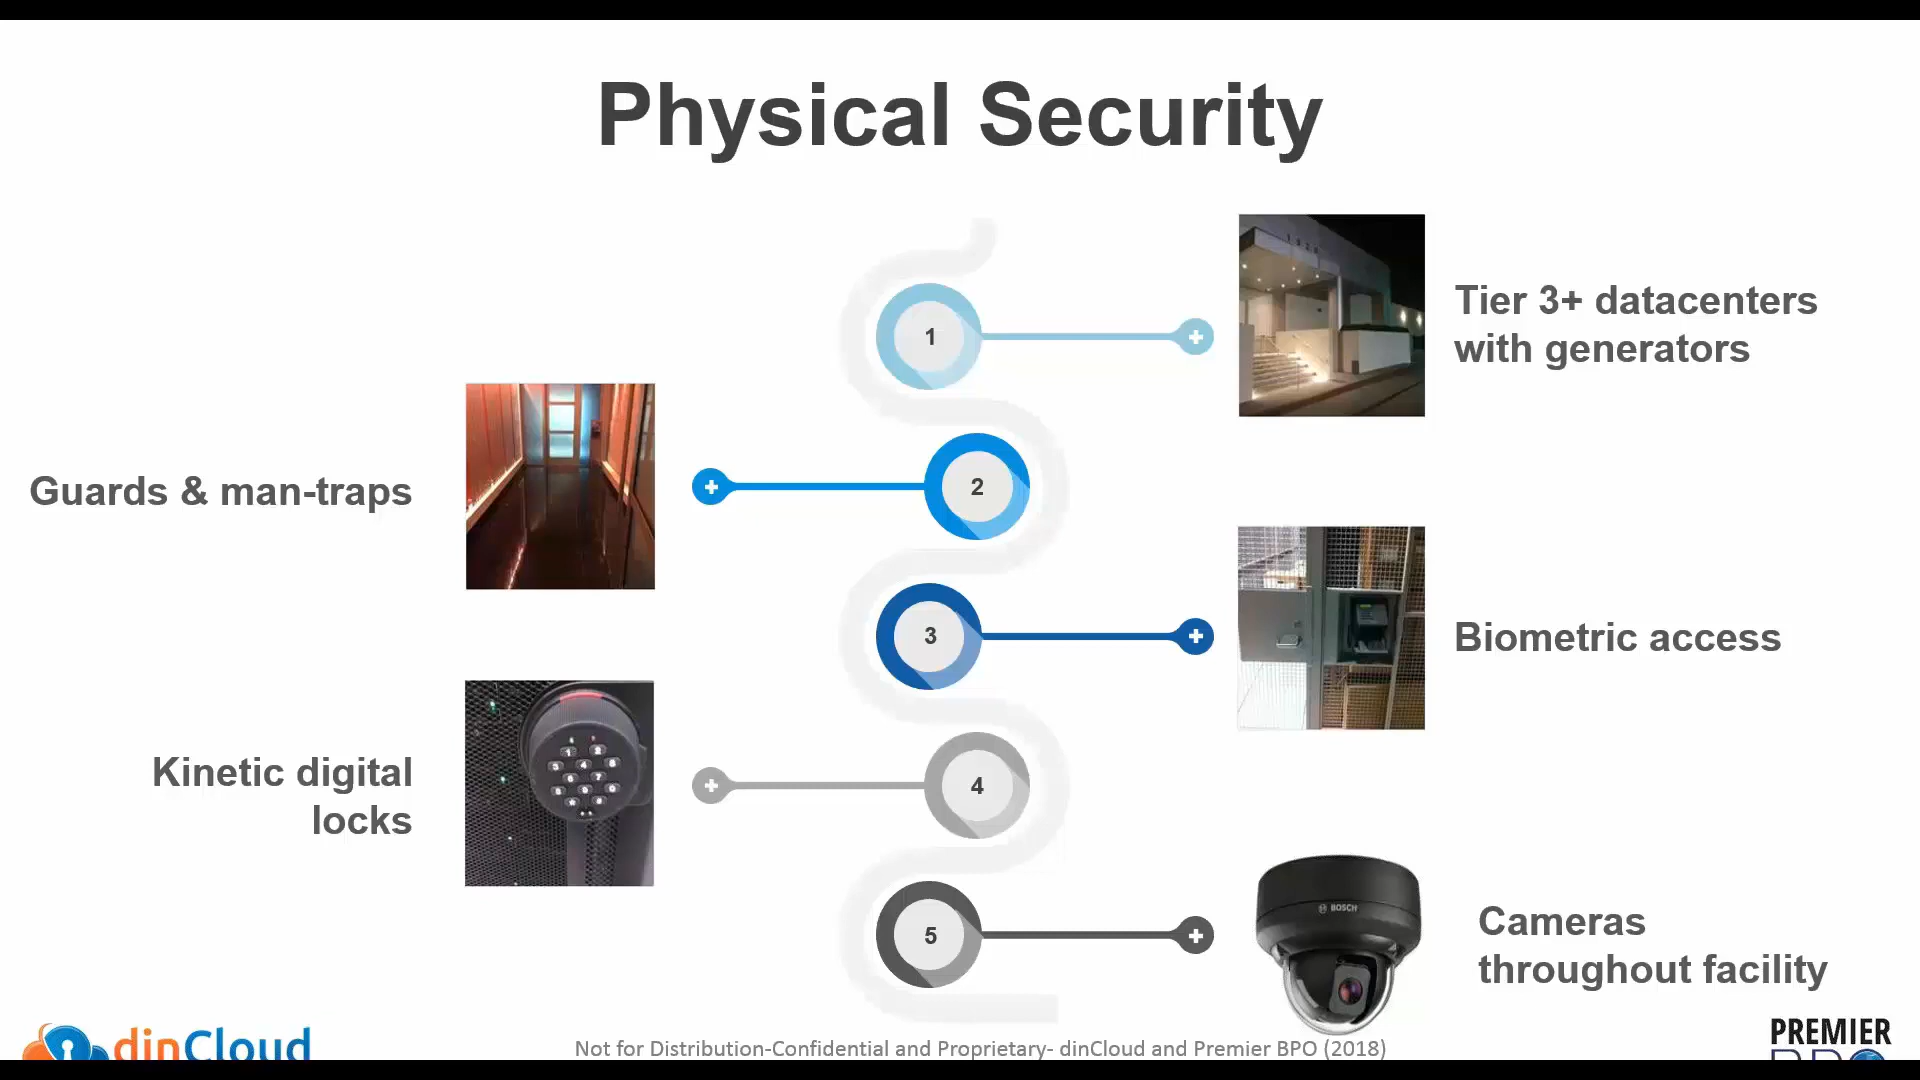 Physical Security
1
Tier 3+ datacenters
with generators
Guards & man-traps
2
3
Biometric access
Kinetic digital
locks
4
5
BOSCH
Cameras
throughout facility
dinCloud
Not for Distribution-Confidential and Proprietary- dinCloud and Premier BPO (2018)
PREMIER
BPO